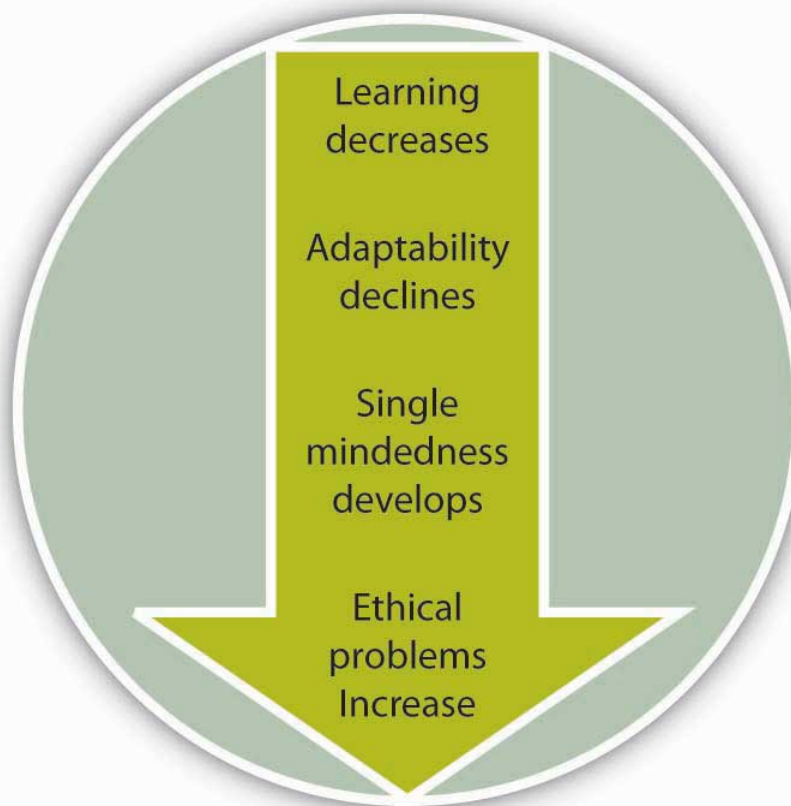 Learning
decreases
Adaptability
declines
Single
mindedness
develops
Ethical
problems
Increase